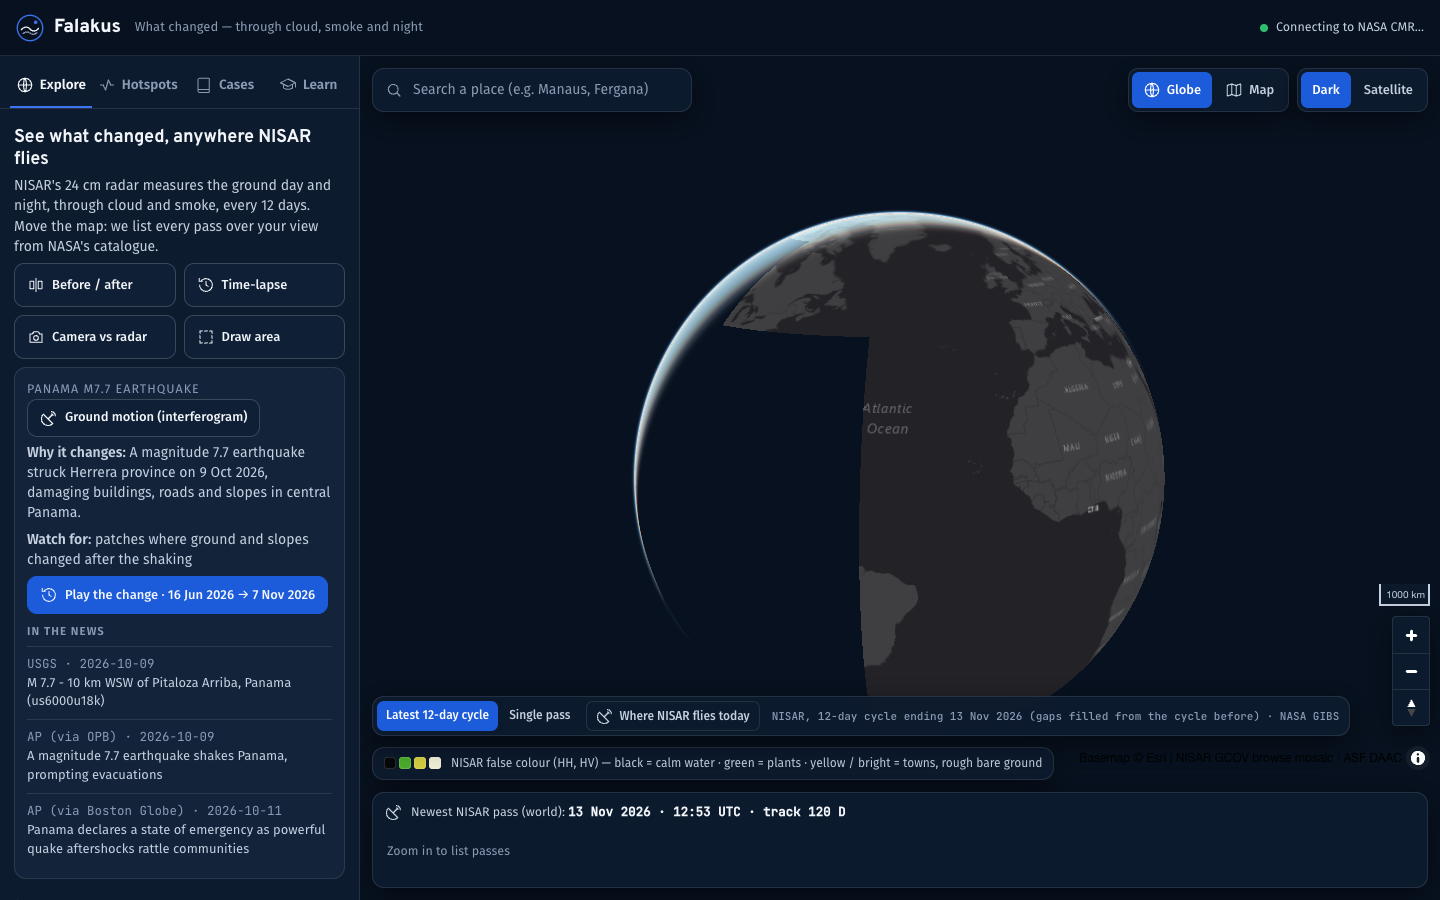 Falakus
What changed — through cloud, smoke and night
Connecting to NASA CMR...
Explore
Hotspots
Cases
Learn
Search a place (e.g. Manaus, Fergana)
Globe
Map
Dark
Satellite
See what changed, anywhere NISAR
flies
NISAR's 24 cm radar measures the ground day and
night, through cloud and smoke, every 12 days.
Move the map: we list every pass over your view
from NASA's catalogue.
Before / after
Time-lapse
Camera vs radar
Draw area
PANAMA M7.7 EARTHQUAKE
Ground motion (interferogram)
Why it changes: A magnitude 7.7 earthquake
struck Herrera province on 9 Oct 2026,
damaging buildings, roads and slopes in central
Panama.
Watch for: patches where ground and slopes
changed after the shaking
Play the change · 16 Jun 2026 → 7 Nov 2026
IN THE NEWS
USGS · 2026-10-09
M 7.7 - 10 km WSW of Pitaloza Arriba, Panama
(us6000u18k)
AP (via OPB) · 2026-10-09
A magnitude 7.7 earthquake shakes Panama,
prompting evacuations
AP (via Boston Globe) · 2026-10-11
Panama declares a state of emergency as powerful
quake aftershocks rattle communities
Atlantic
Ocean
ALGERIA
MALI
NIGER
NIGERIA
1000 km
Latest 12-day cycle
Single pass
Where NISAR flies today
NISAR, 12-day cycle ending 13 Nov 2026 (gaps filled from the cycle before) · NASA GIBS
NISAR false colour (HH, HV) — black = calm water · green = plants · yellow / bright = towns, rough bare ground
Basemap © Esri | NISAR GCOV browse mosaic · ASF DAAC
Newest NISAR pass (world): 13 Nov 2026 · 12:53 UTC · track 120 D
Zoom in to list passes